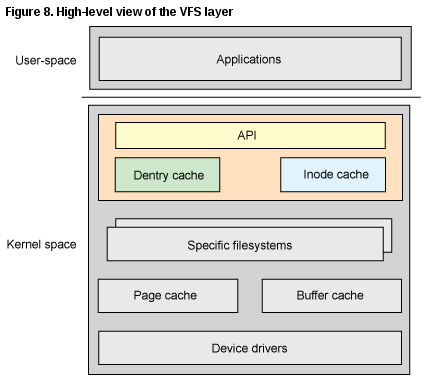 Figure 8. High-level view of the VFS layer
User-space
Applications
API
Dentry cache
Inode cache
Kernel space
Specific filesystems
Page cache
Buffer cache
Device drivers